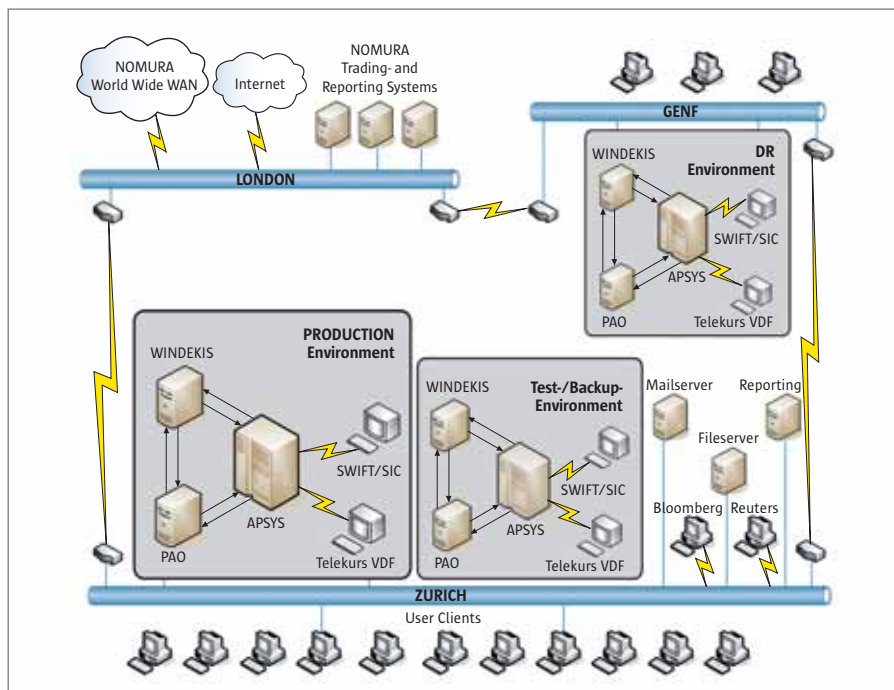 NOMURA
World Wide WAN
Internet
NOMURA
Trading- and
Reporting Systems
LONDON
GENF
DR
Environment
WINDEKIS
SWIFT/SIC
APSYS
PAO
Telekurs VDF
PRODUCTION
Environment
WINDEKIS
SWIFT/SIC
APSYS
PAO
Telekurs VDF
Test-/Backup-
Environment
WINDEKIS
SWIFT/SIC
APSYS
PAO
Telekurs VDF
Mailserver
Reporting
Fileserver
Bloomberg
Reuters
ZURICH
User Clients